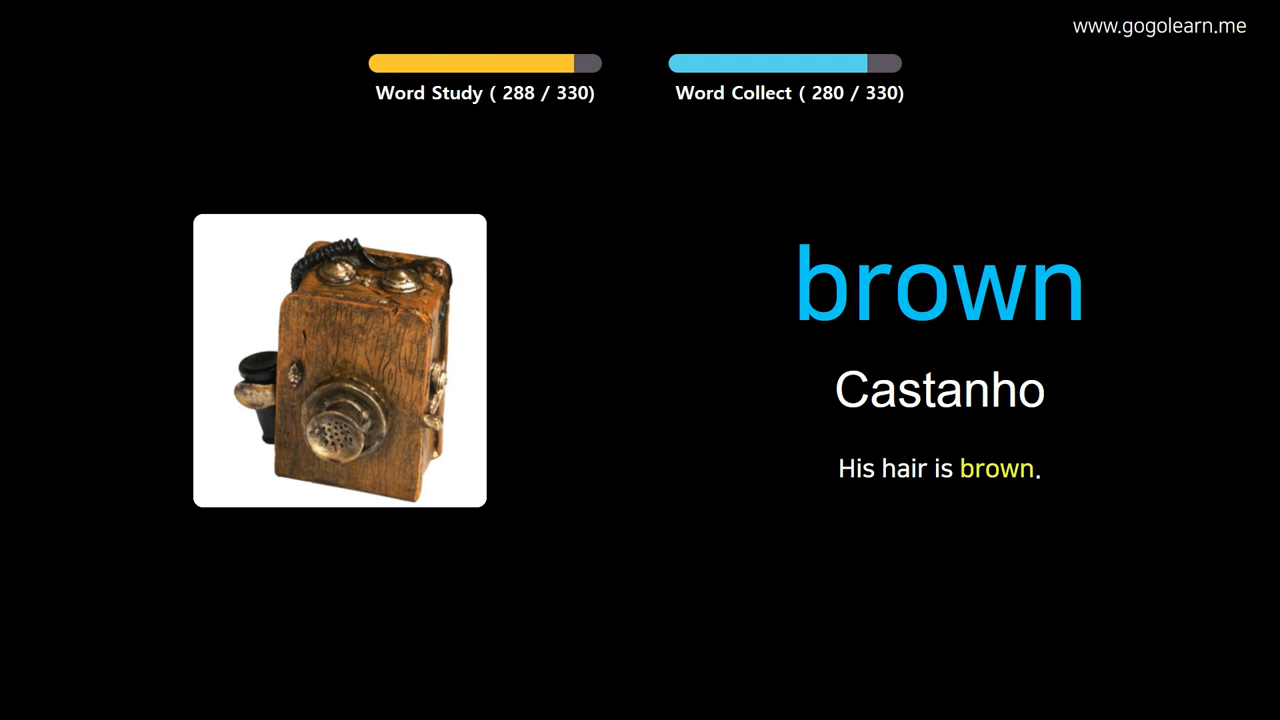 www.gogolearn.me
Word Study ( 288 / 330)
Word Collect ( 280 / 330)
brown
Castanho
His hair is brown.